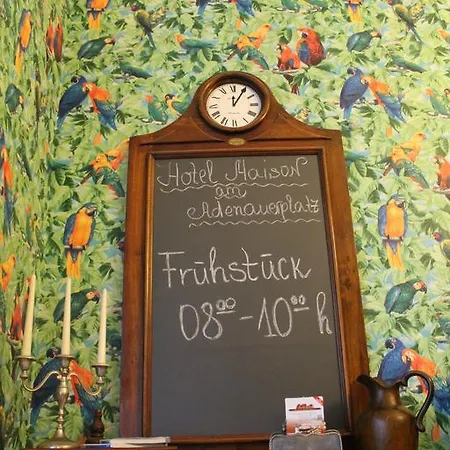 Hotel Maison
am
Adenauerplatz
Frühstück
08⁰⁰-10⁰⁰ h